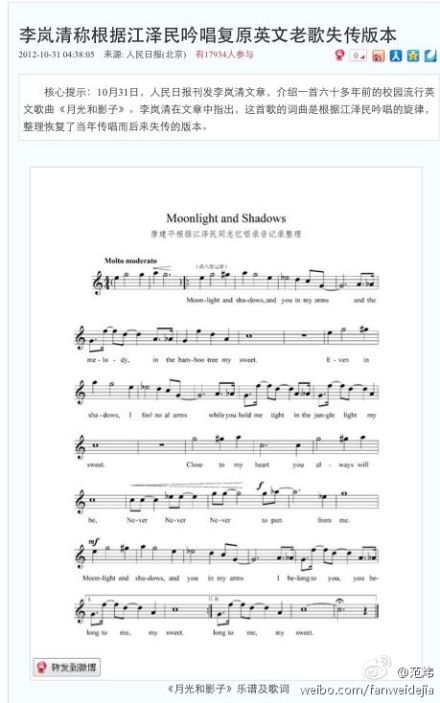 李岚清称根据江泽民吟唱复原英文老歌失传版本
2012-10-31 04:38:05 来源: 人民日报(北京) 有17934人参与
0
核心提示：10月31日，人民日报刊发李岚清文章，介绍一首六十多年前的校园流行英
文歌曲《月光和影子》。李岚清在文章中指出，这首歌的词曲是根据江泽民吟唱的旋律，
整理恢复了当年传唱而后来失传的版本。
Moonlight and Shadows
唐建平根据江泽民同志忆唱录音记录整理
Molto moderato
(高八度记谱)
Moon-light and sha-dows, and you in my arms and the
me-lo-dy, in the bam-boo tree my sweet. E-ven in
sha-dows, I feel no al arms while you hold me tight in the jun-gle light my
sweet. Close to my heart you al-ways will
f
be, Ne-ver Ne-ver Ne-ver to part from me.
mf
Moon-light and sha-dows, and you in my arms I be-long to you, you be-
1. 2.
long to me, my sweet. long to me, my sweet.
转发到微博
@范炜
《月光和影子》乐谱及歌词
weibo.com/fanweidejia